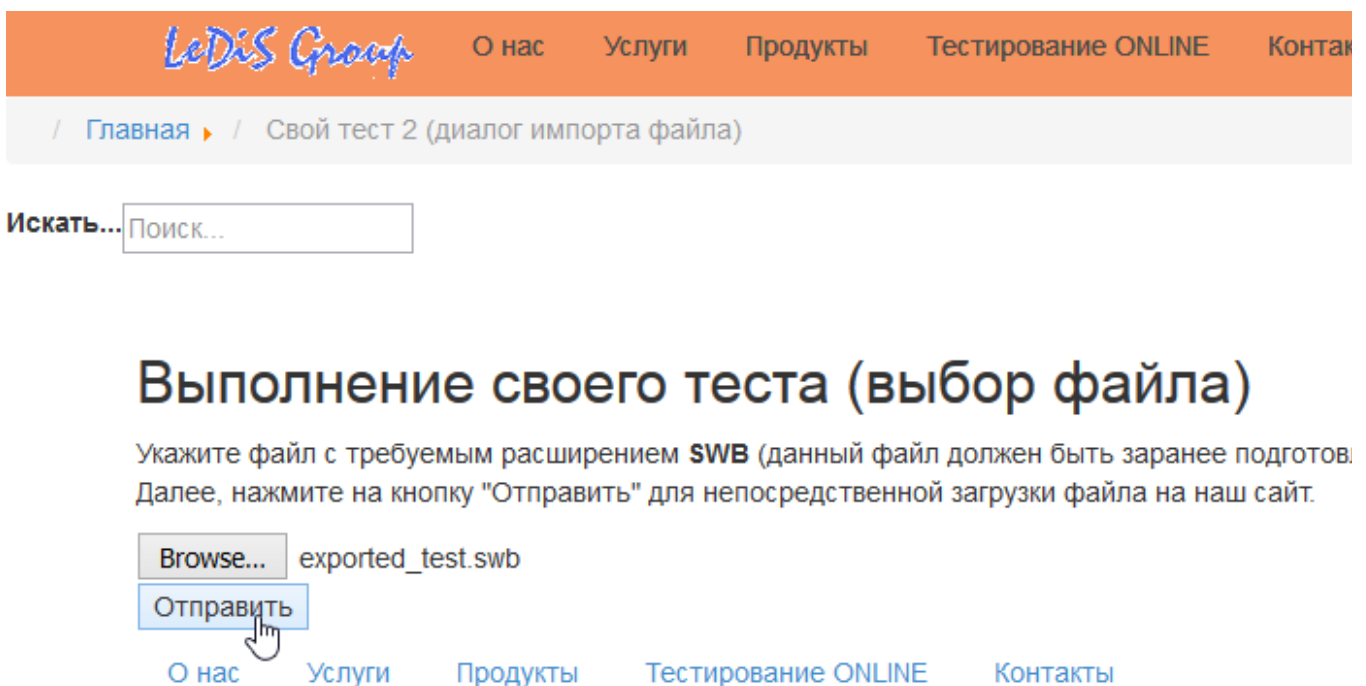 LeDiS Group О нас Услуги Продукты Тестирование ONLINE
/ Главная / Свой тест 2 (диалог импорта файла)
Искать... Поиск...
Выполнение своего теста (выбор файла)
Укажите файл с требуемым расширением SWB (данный файл должен быть заранее
Далее, нажмите на кнопку "Отправить" для непосредственной загрузки файла на наш сайт.
Browse... exported_test.swb
Отправить
О нас Услуги Продукты Тестирование ONLINE Контакты